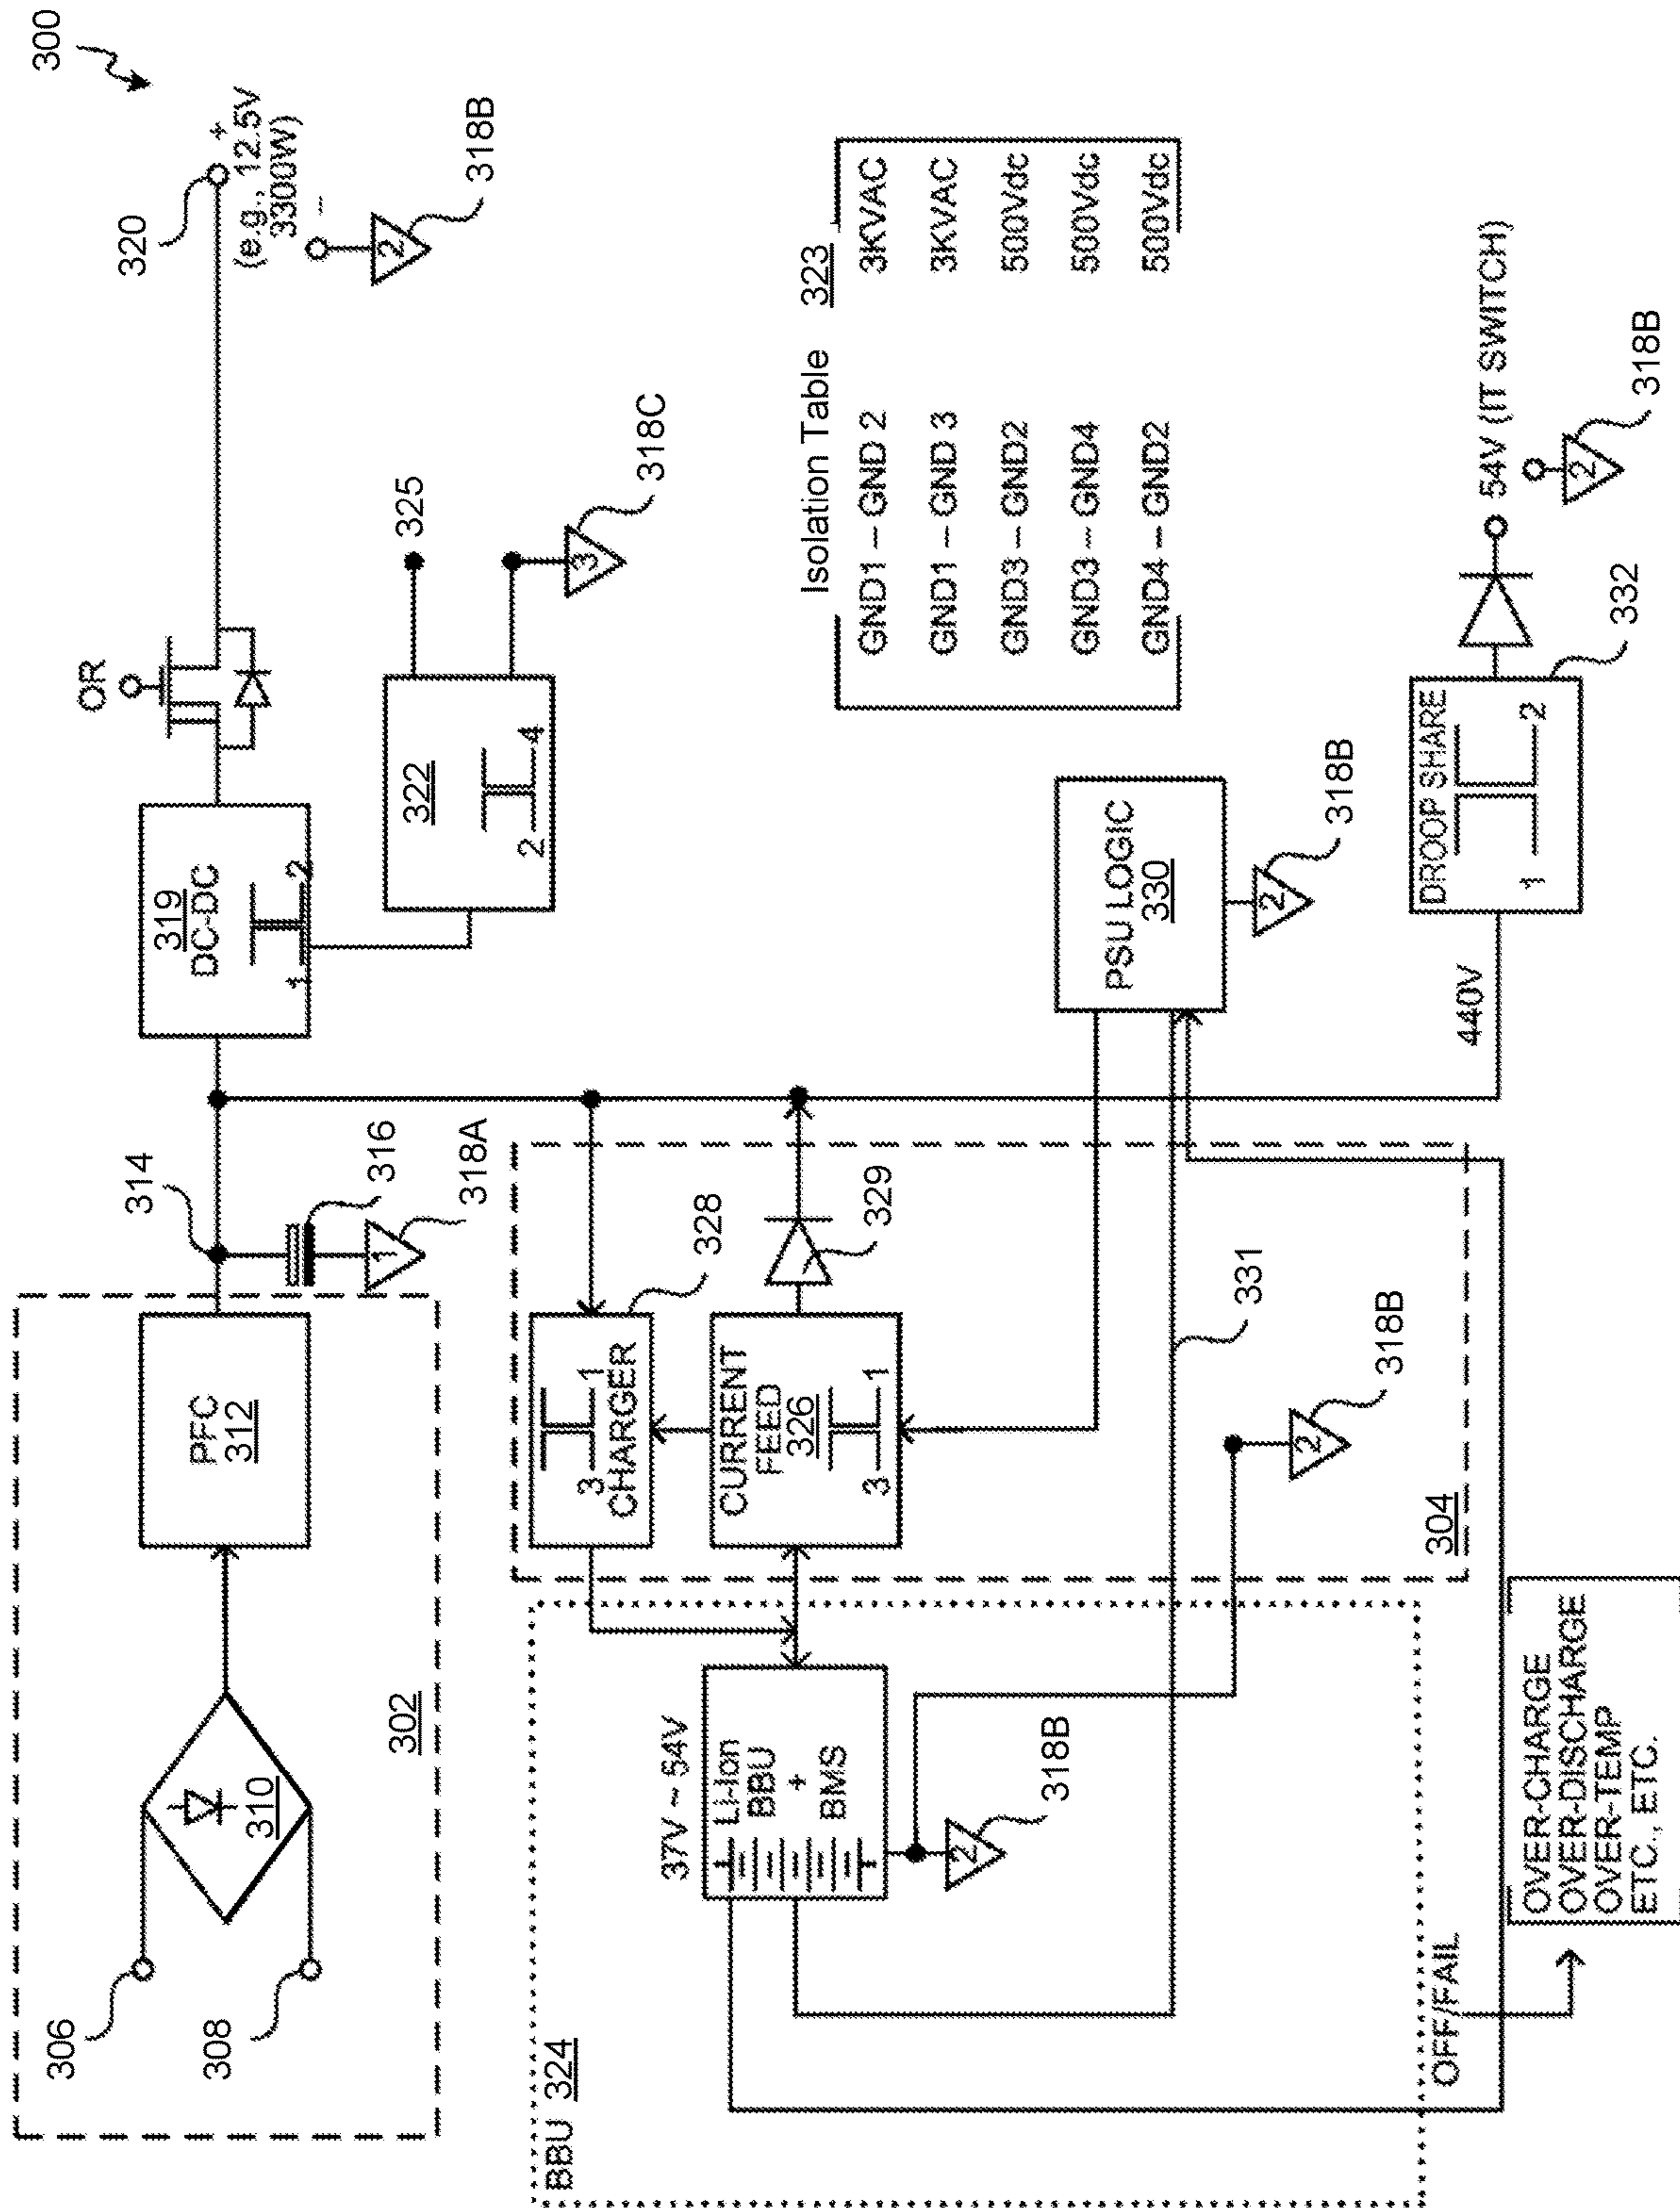 300
306
308
310
302
PFC
312
314
316
318A
1
319
DC-DC
1
2
OR
320
+
(e.g., 12.5V
3300W)
–
2
318B
322
2
4
325
3
318C
Isolation Table 323
GND1 – GND 2 3KVAC
GND1 – GND 3 3KVAC
GND3 – GND2 500Vdc
GND3 – GND4 500Vdc
GND4 – GND2 500Vdc
BBU 324
37V ~ 54V
Li-Ion
BBU
+
BMS
2
318B
3
1
CHARGER
328
CURRENT
FEED
326
3
1
329
331
2
318B
304
PSU LOGIC
330
2
318B
440V
DROOP SHARE
1
2
332
54V (IT SWITCH)
2
318B
OFF/FAIL
OVER-CHARGE
OVER-DISCHARGE
OVER-TEMP
ETC., ETC.